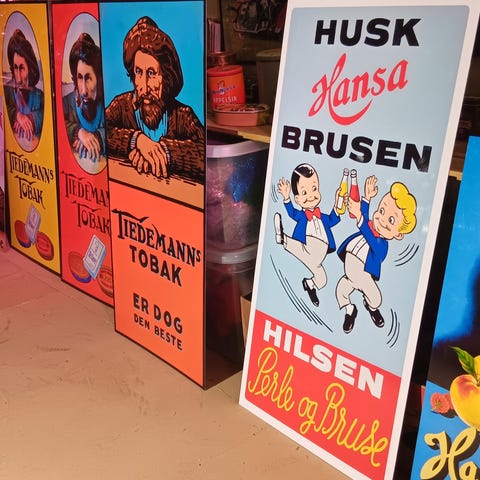 TIEDEMANNS
TOBAK
TIEDEMANNS
TOBAK
TIEDEMANNS
TOBAK
ER DOG
DEN BESTE
HUSK
Hansa
BRUSEN
HILSEN
Perle og Bruse